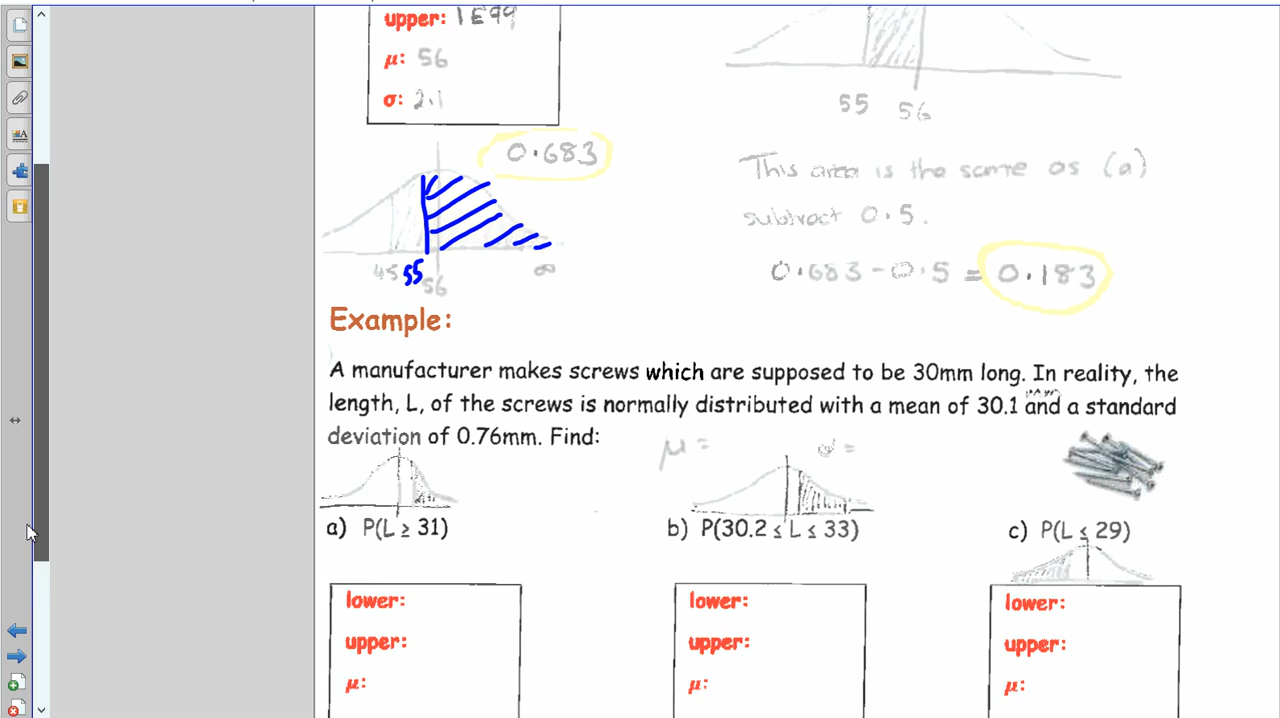 upper: 1E99
μ: 56
σ: 2.1
0.683
45 55 56 ∞
55 56
This area is the same as (a)
subtract 0.5.
0.683 - 0.5 = 0.183
Example:
A manufacturer makes screws which are supposed to be 30mm long. In reality, the
length, L, of the screws is normally distributed with a mean of 30.1 and a standard
deviation of 0.76mm. Find:
μ = σ =
a) P(L ≥ 31)
b) P(30.2 ≤ L ≤ 33)
c) P(L ≤ 29)
lower:
upper:
μ:
lower:
upper:
μ:
lower:
upper:
μ: